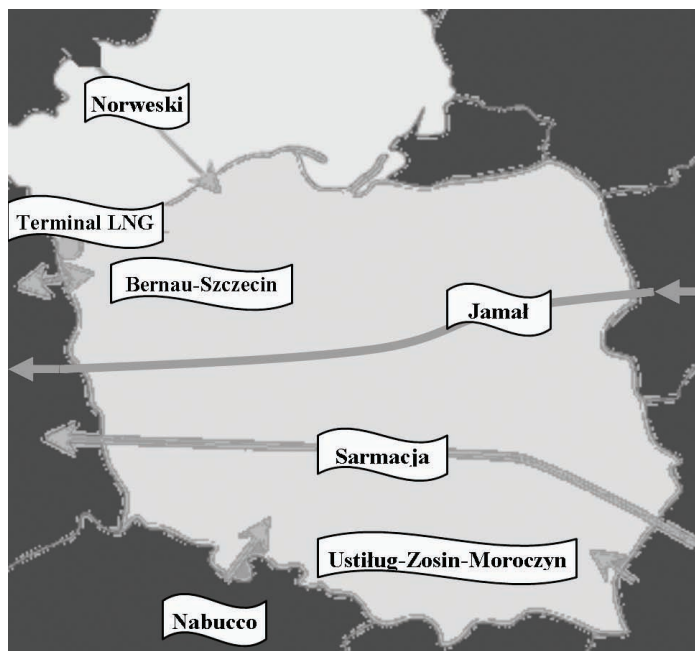 Norweski
Terminal LNG
Bernau-Szczecin
Jamał
Sarmacja
Ustiług-Zosin-Moroczyn
Nabucco